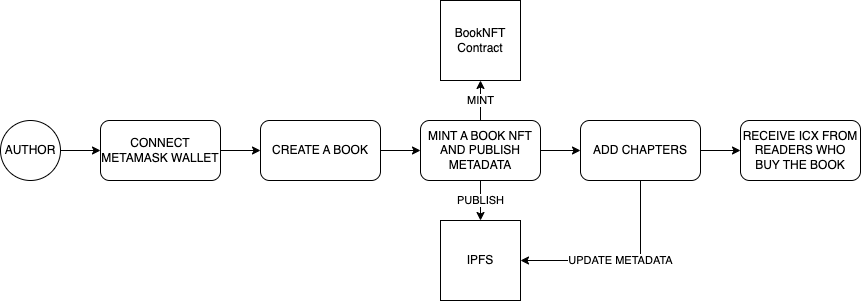 BookNFT
Contract
MINT
AUTHOR
CONNECT
METAMASK WALLET
CREATE A BOOK
MINT A BOOK NFT
AND PUBLISH
METADATA
ADD CHAPTERS
RECEIVE ICX FROM
READERS WHO
BUY THE BOOK
PUBLISH
IPFS
UPDATE METADATA